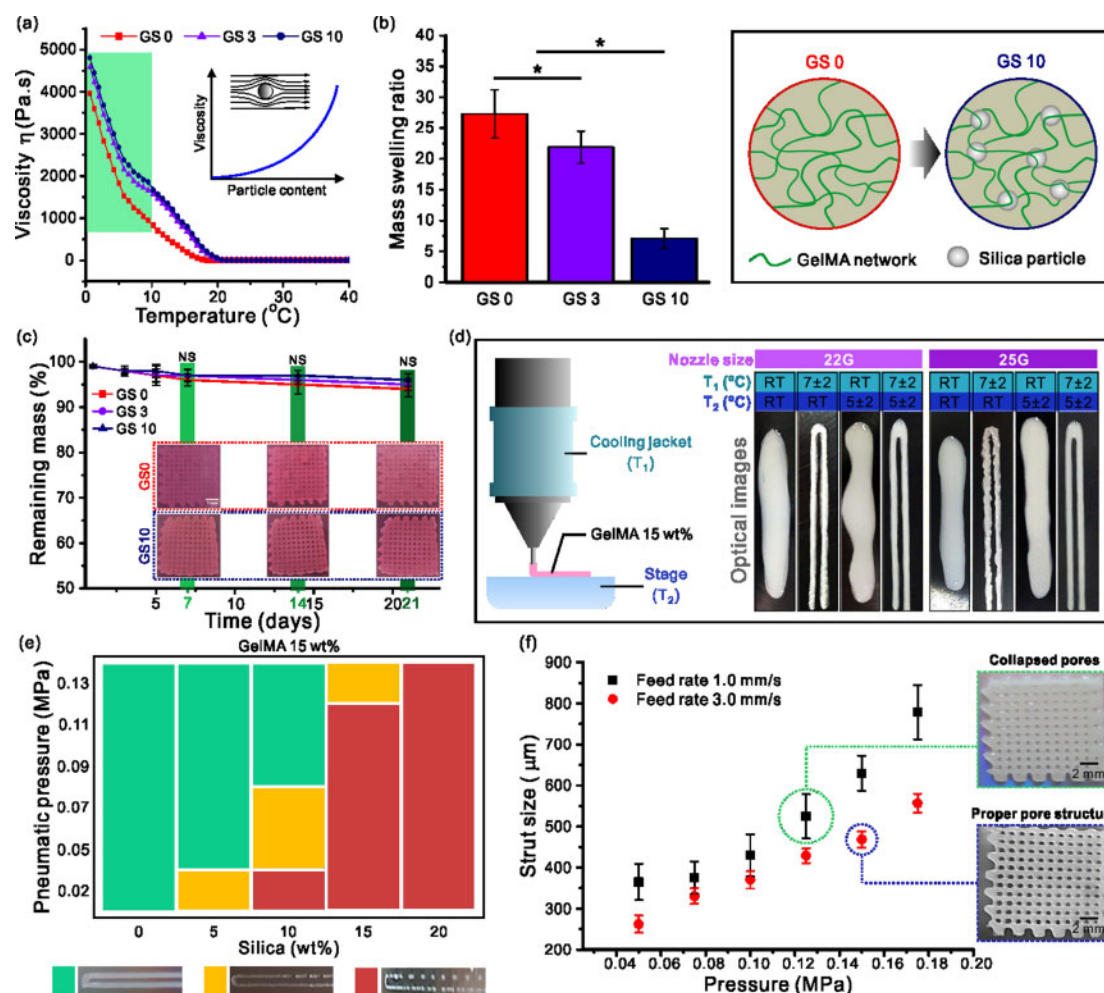 (a)
GS 0 GS 3 GS 10
Viscosity η (Pa.s)
5000
4000
3000
2000
1000
0
Viscosity
Particle content
0 10 20 30 40
Temperature (°C)
(b)
Mass swelling ratio
40
35
30
25
20
15
10
5
0
*
*
GS 0 GS 3 GS 10
GS 0 GS 10
GelMA network Silica particle
(c)
Remaining mass (%)
100
90
80
70
60
50
NS NS NS
GS 0
GS 3
GS 10
GS0
GS10
5 10 15 20
7 14 21
Time (days)
(d)
Cooling jacket
(T1)
GelMA 15 wt%
Stage
(T2)
Nozzle size 22G 25G
T1 (°C) RT 7±2 RT 7±2 RT 7±2 RT 7±2
T2 (°C) RT RT 5±2 5±2 RT RT 5±2 5±2
Optical images
(e)
GelMA 15 wt%
Pneumatic pressure (MPa)
0.13
0.11
0.09
0.07
0.05
0.02
0 5 10 15 20
Silica (wt%)
(f)
Feed rate 1.0 mm/s
Feed rate 3.0 mm/s
Strut size ( μm)
900
800
700
600
500
400
300
200
0.04 0.06 0.08 0.10 0.12 0.14 0.16 0.18 0.20
Pressure (MPa)
Collapsed pores
2 mm
Proper pore structu
2 mm